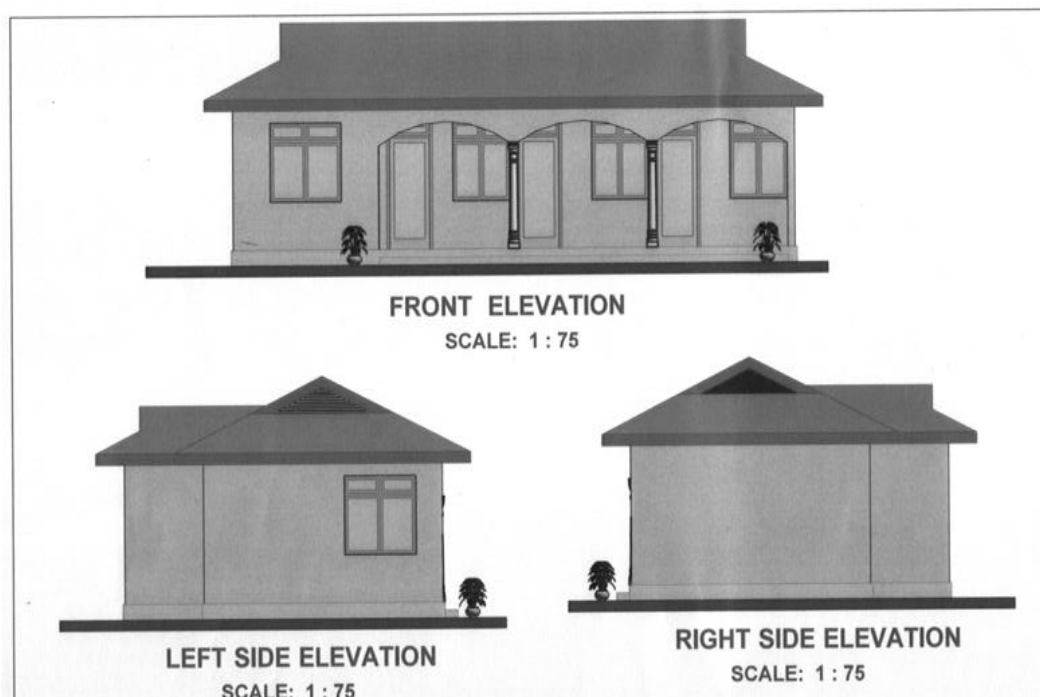 FRONT ELEVATION
SCALE: 1 : 75
LEFT SIDE ELEVATION
SCALE: 1 : 75
RIGHT SIDE ELEVATION
SCALE: 1 : 75